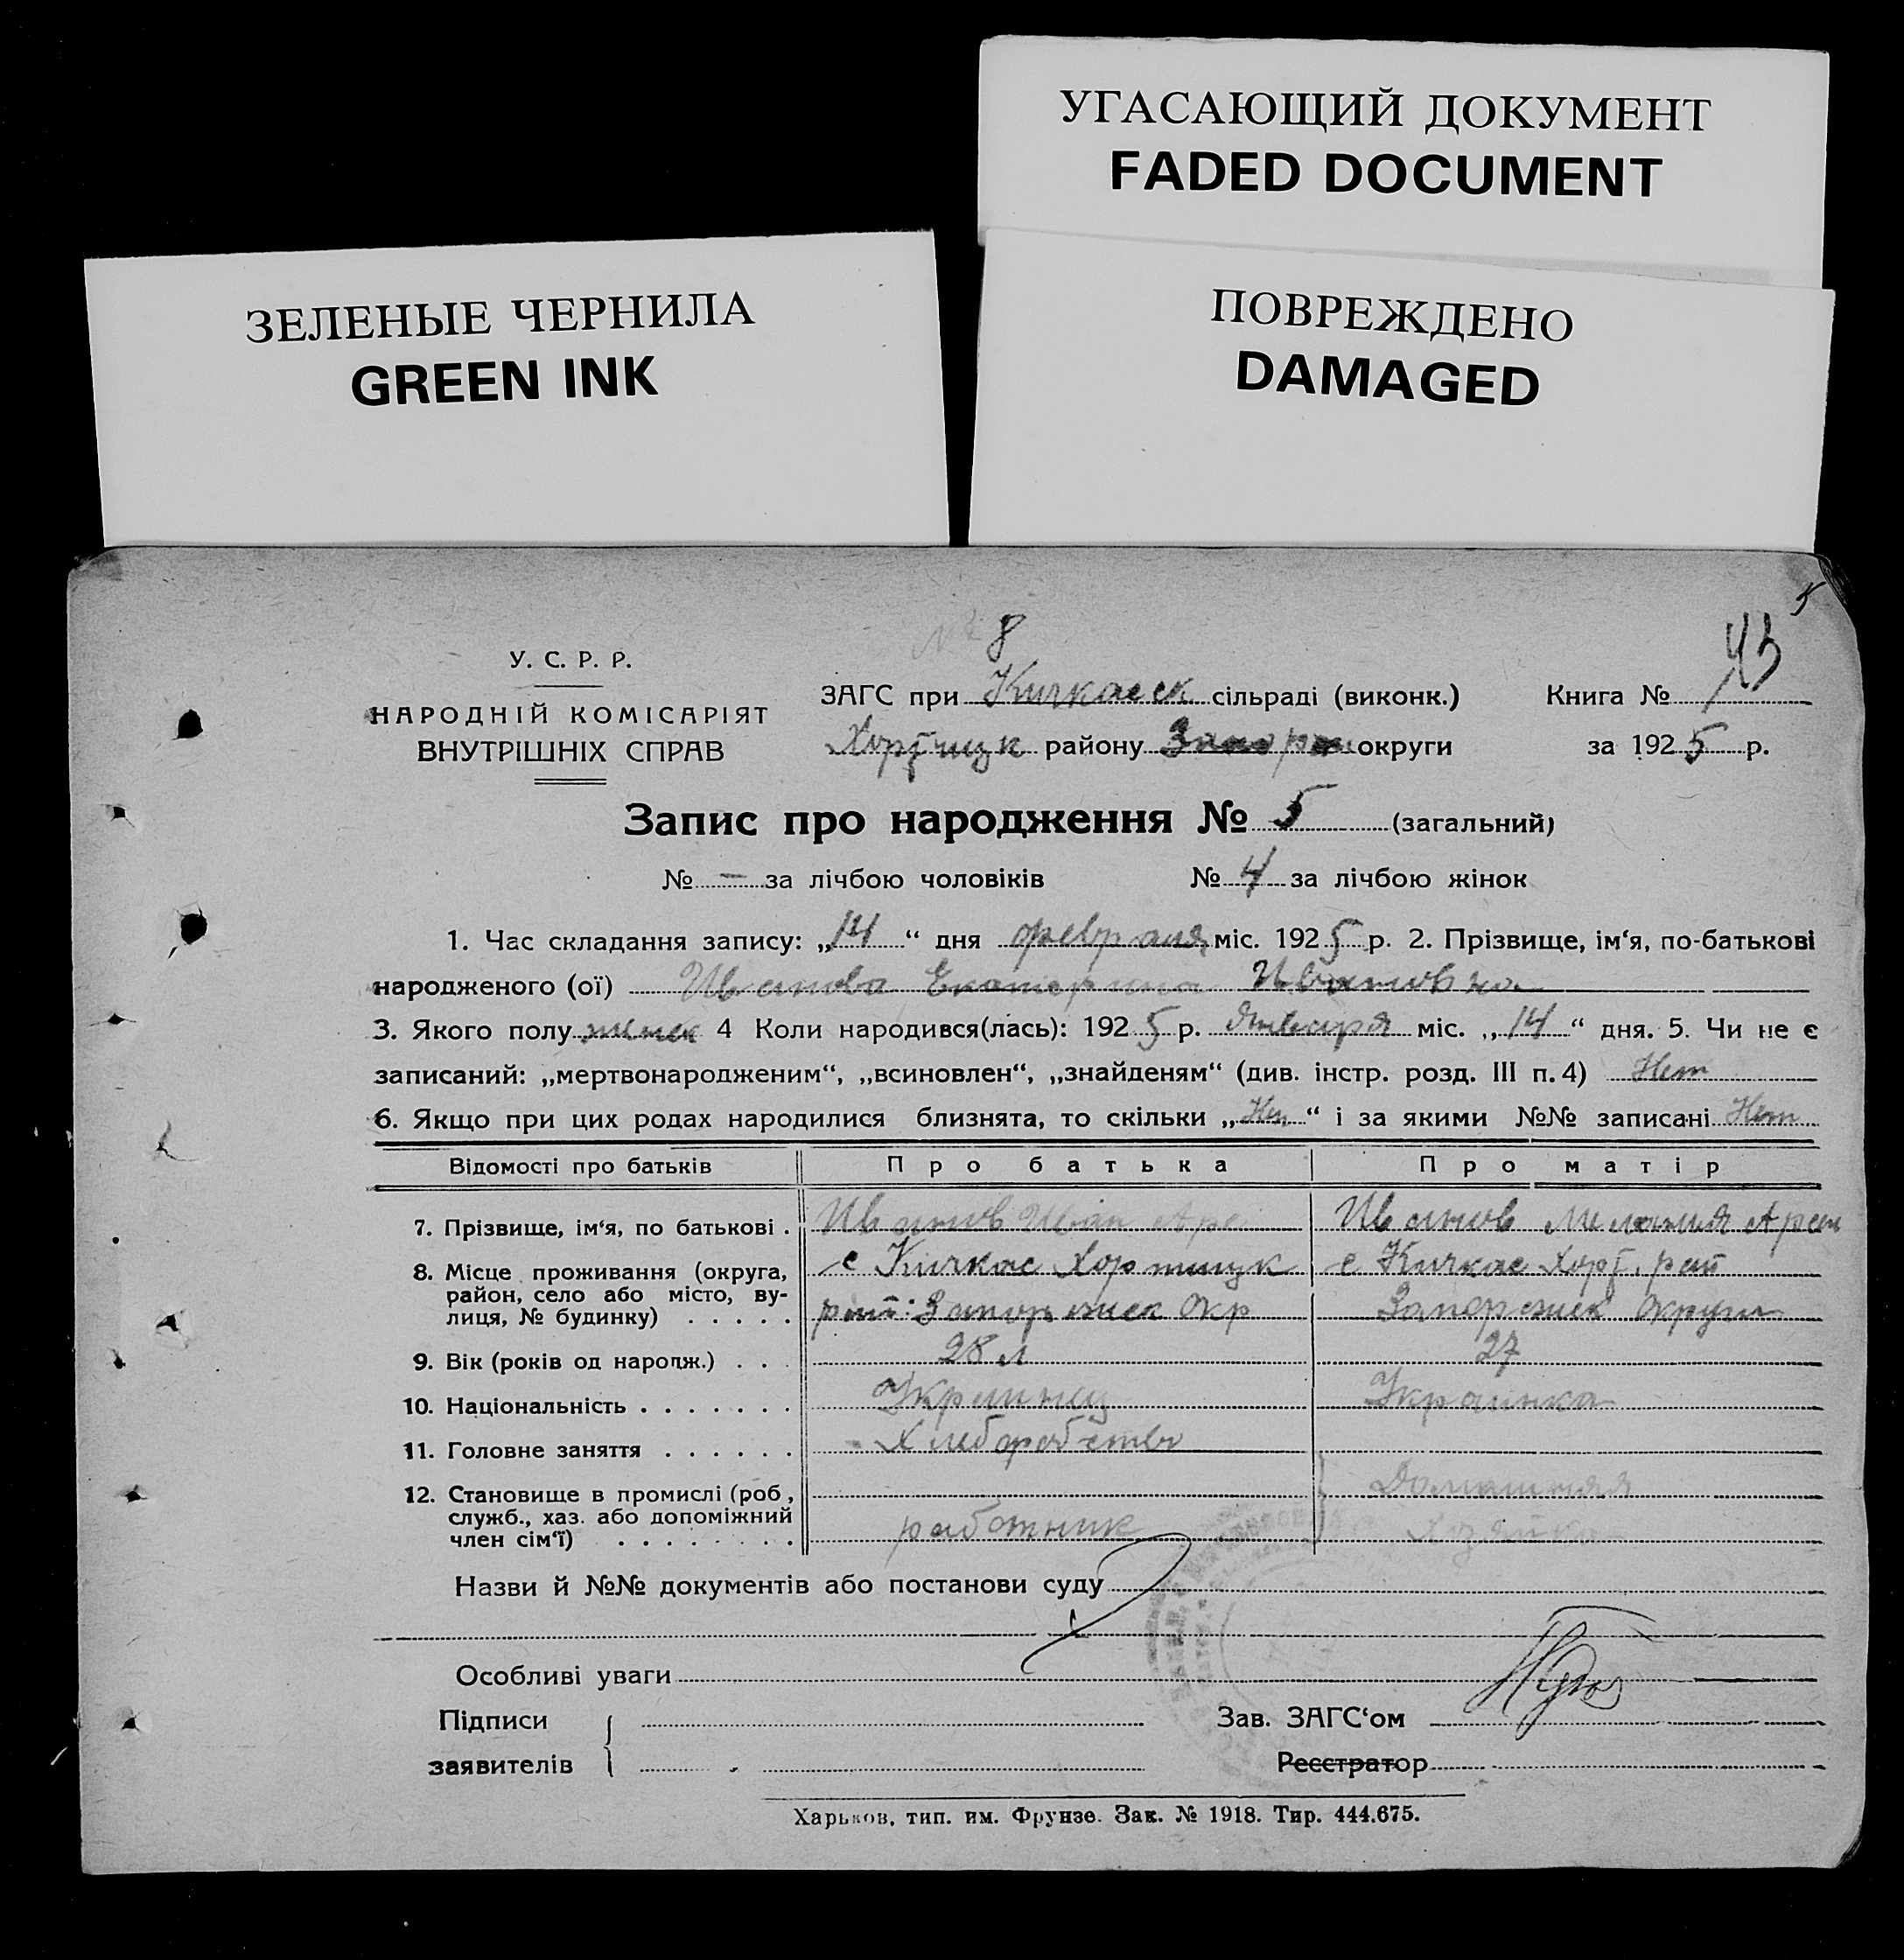 УГАСАЮЩИЙ ДОКУМЕНТ
FADED DOCUMENT
ЗЕЛЕНЫЕ ЧЕРНИЛА
GREEN INK
ПОВРЕЖДЕНО
DAMAGED
5
№ 8
У. С. Р. Р.
НАРОДНІЙ КОМІСАРІЯТ
ВНУТРІШНІХ СПРАВ
ЗАГС при Кичкасск сільраді (виконк.) Книга №
Хортицк району Запорж округи за 1925 р.
Запис про народження № 5 (загальний)
№ — за лічбою чоловіків № 4 за лічбою жінок
1. Час складання запису: „14“ дня февраля міс. 1925 р. 2. Прізвище, ім‘я, по-батькові
народженого (ої) Иванова Екатерина Ивановна
3. Якого полу женск 4 Коли народився(лась): 1925 р. Января міс. „14“ дня. 5. Чи не є
записаний: „мертвонародженим“, „всиновлен“, „знайденям“ (див. інстр. розд. III п. 4) Нет
6. Якщо при цих родах народилися близнята, то скільки „Нет“ і за якими №№ записані Нет
Відомості про батьків Про батька Про матір
7. Прізвище, ім‘я, по батькові . Иванов Иван Иванов Мелания
8. Місце проживання (округа, с Кичкас Хортицк с Кичкас Хорт. рай
район, село або місто, ву-
лиця, № будинку) . . . . . рай: Запорожск Окр Запорожск округи
9. Вік (років од народж.) . . . 28 л 27
10. Національність . . . . . . . Украинец Украинка
11. Головне заняття . . . . . . Хлеборобство
12. Становище в промислі (роб., Домашняя
служб., хаз. або допоміжний
член сім‘ї) . . . . . . . . работник Хозяйка
Назви й №№ документів або постанови суду
Особливі уваги
Підписи
заявителів
Зав. ЗАГС‘ом
Реєстратор
Харьков, тип. им. Фрунзе. Зак. № 1918. Тир. 444.675.